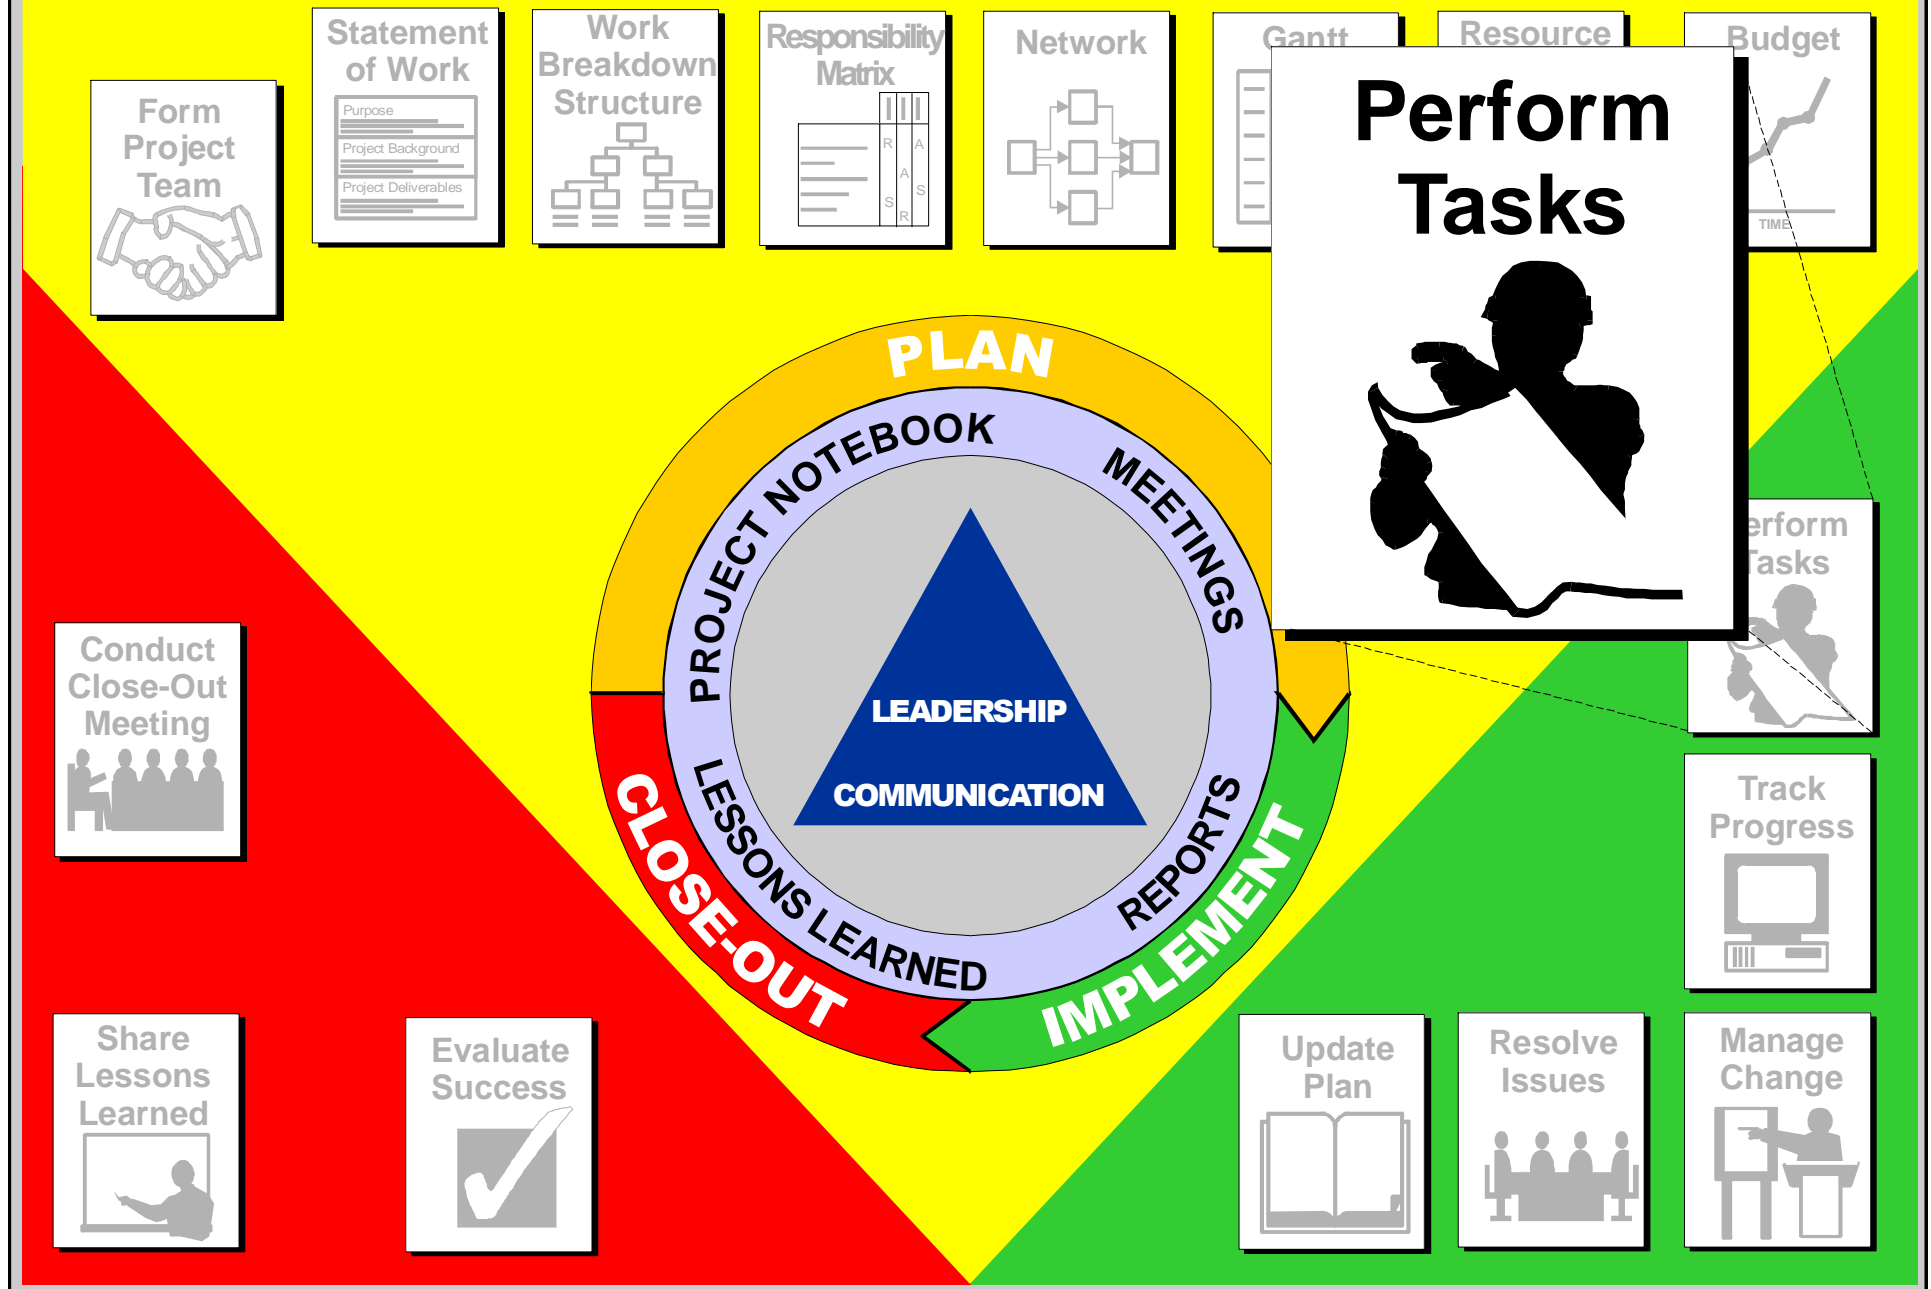 Form
Project
Team
Statement
of Work
Purpose
Project Background
Project Deliverables
Work
Breakdown
Structure
Responsibility
Matrix
R A
A
S
S
R
Network
Gantt
Resource
Budget
TIME
Perform
Tasks
erform
Tasks
Track
Progress
Manage
Change
Resolve
Issues
Update
Plan
Evaluate
Success
Share
Lessons
Learned
Conduct
Close-Out
Meeting
PLAN
IMPLEMENT
CLOSE-OUT
PROJECT NOTEBOOK
MEETINGS
REPORTS
LESSONS LEARNED
LEADERSHIP
COMMUNICATION